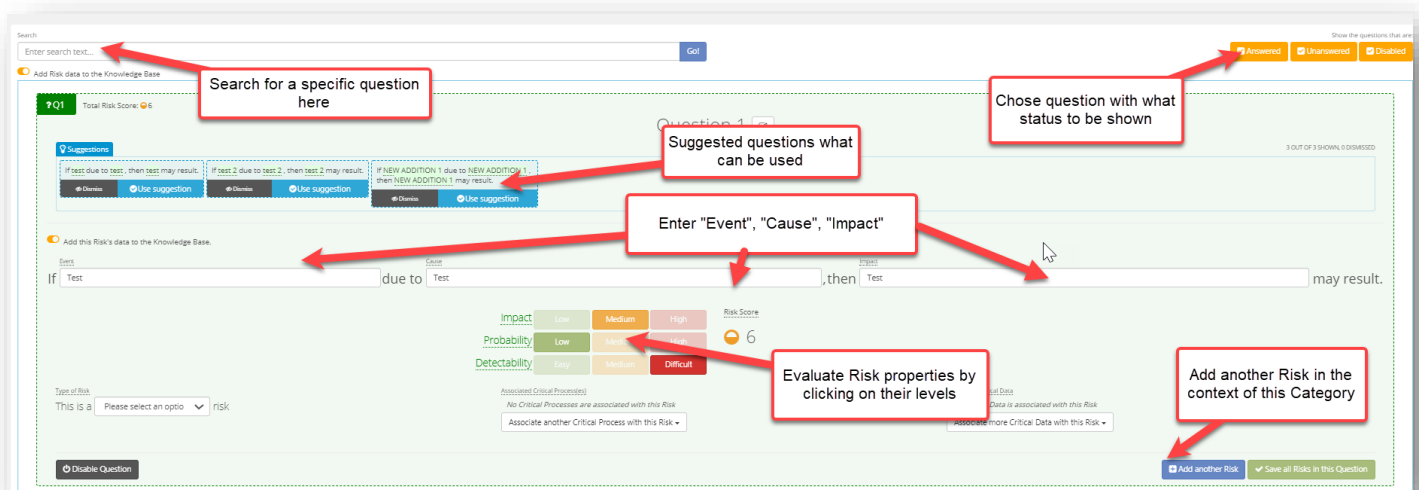 Search
Show the questions that are:
Enter search text...
Go!
Answered
Unanswered
Disabled
Add Risk data to the Knowledge Base
Search for a specific question
here
Chose question with what
status to be shown
?Q1
Total Risk Score: 6
Question 1
Suggested questions what
can be used
Suggestions
3 OUT OF 3 SHOWN, 0 DISMISSED
If test due to test , then test may result.
Dismiss
Use suggestion
If test 2 due to test 2 , then test 2 may result.
Dismiss
Use suggestion
If NEW ADDITION 1 due to NEW ADDITION 1 ,
then NEW ADDITION 1 may result.
Dismiss
Use suggestion
Enter "Event", "Cause", "Impact"
Add this Risk's data to the Knowledge Base.
Event
Cause
Impact
If Test due to Test ,then Test may result.
Impact Low Medium High
Risk Score
6
Probability Low High
Detectability Easy Medium Difficult
Evaluate Risk properties by
clicking on their levels
Add another Risk in the
context of this Category
Type of Risk
This is a Please select an optio risk
Associated Critical Process(es)
No Critical Processes are associated with this Risk
Associate another Critical Process with this Risk
Data
Data is associated with this Risk
Associate more Critical Data with this Risk
Disable Question
Add another Risk
Save all Risks in this Question